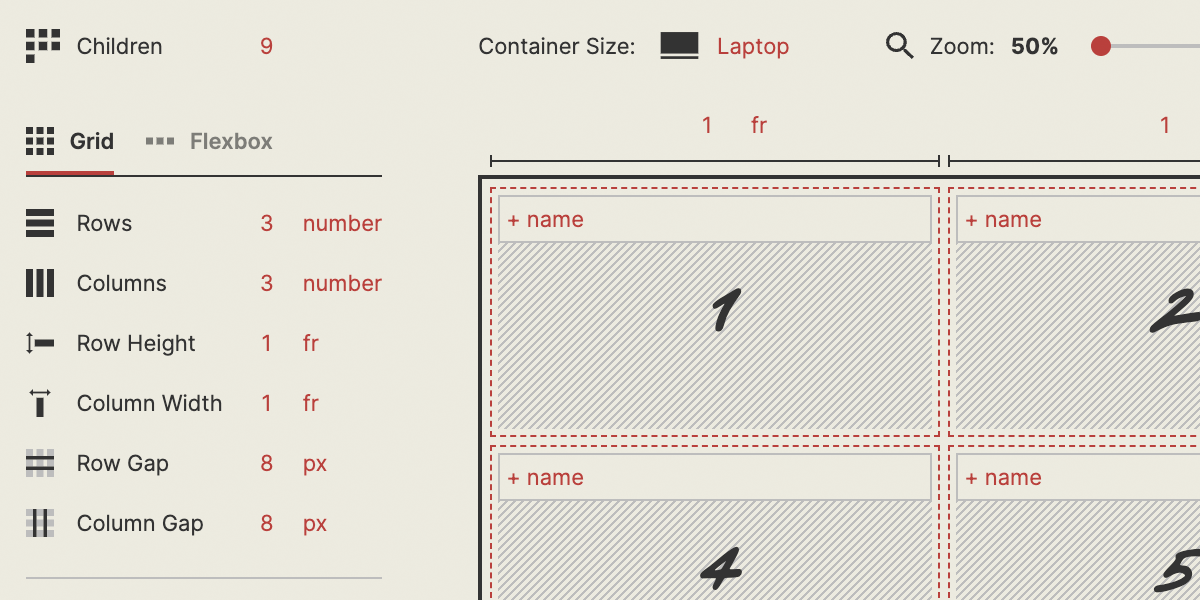 Children 9
Container Size: Laptop
Zoom: 50%
1 fr
1
Grid Flexbox
Rows 3 number
Columns 3 number
Row Height 1 fr
Column Width 1 fr
Row Gap 8 px
Column Gap 8 px
+ name
+ name
1
2
+ name
+ name
4
5